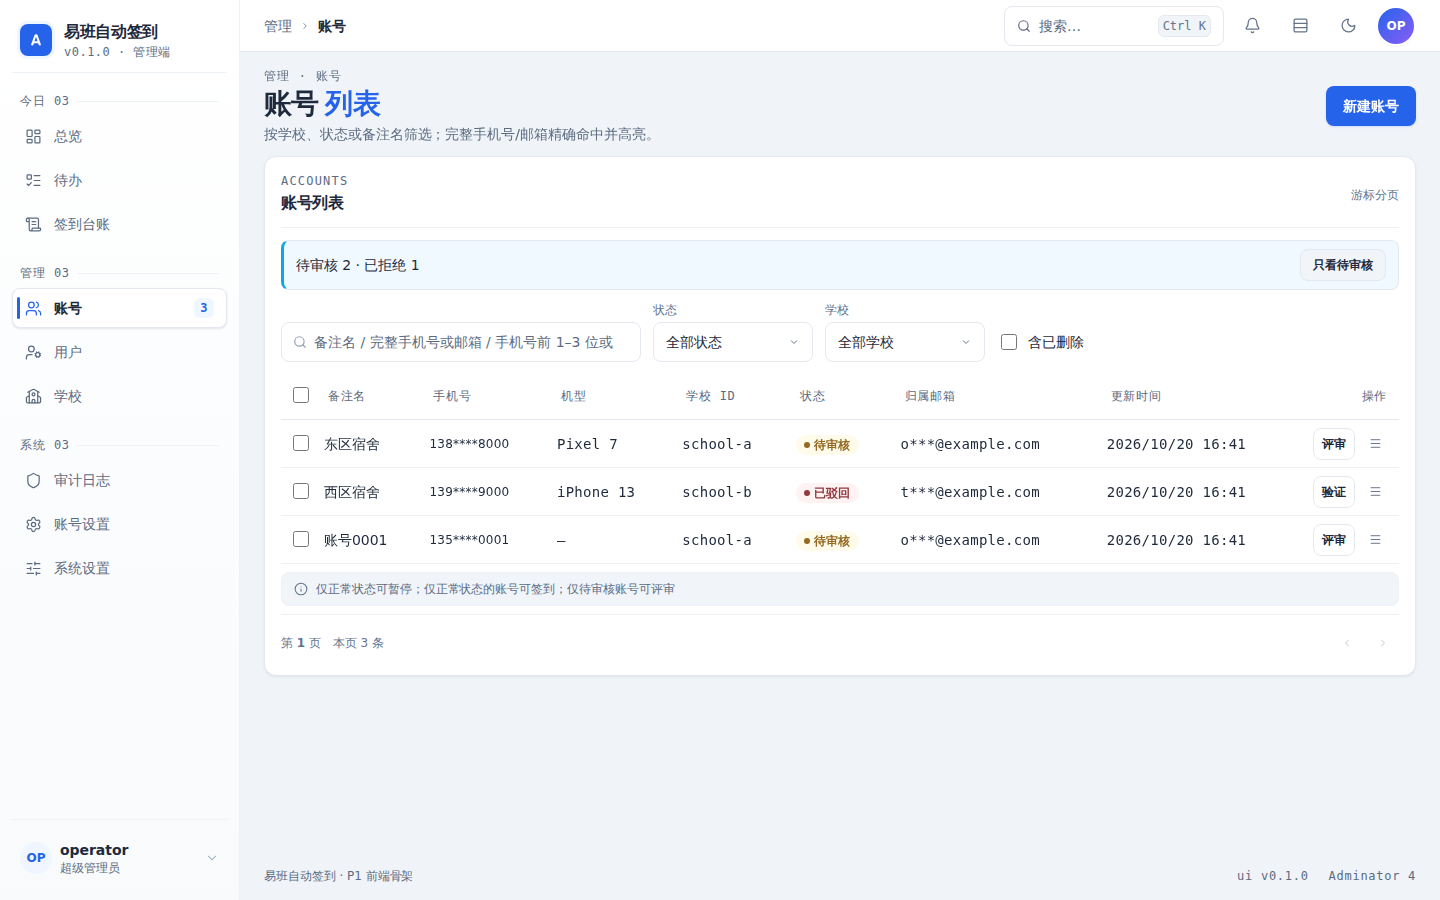 A
易班自动签到
v0.1.0 · 管理端
今日 03
总览
待办
签到台账
管理 03
账号 3
用户
学校
系统 03
审计日志
账号设置
系统设置
OP
operator
超级管理员
管理 › 账号
搜索… Ctrl K
OP
管理 · 账号
账号 列表
按学校、状态或备注名筛选；完整手机号/邮箱精确命中并高亮。
新建账号
ACCOUNTS
账号列表
游标分页
待审核 2 · 已拒绝 1
只看待审核
状态
学校
备注名 / 完整手机号或邮箱 / 手机号前 1–3 位或
全部状态
全部学校
含已删除
备注名 手机号 机型 学校 ID 状态 归属邮箱 更新时间 操作
东区宿舍 138****8000 Pixel 7 school-a 待审核 o***@example.com 2026/10/20 16:41 评审
西区宿舍 139****9000 iPhone 13 school-b 已驳回 t***@example.com 2026/10/20 16:41 验证
账号0001 135****0001 — school-a 待审核 o***@example.com 2026/10/20 16:41 评审
仅正常状态可暂停；仅正常状态的账号可签到；仅待审核账号可评审
第 1 页 本页 3 条
‹ ›
易班自动签到 · P1 前端骨架
ui v0.1.0 Adminator 4